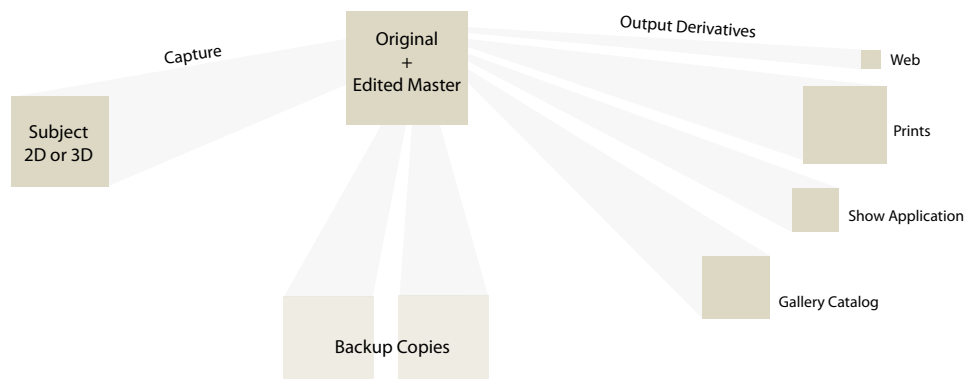 Capture
Subject
2D or 3D
Original
+
Edited Master
Output Derivatives
Web
Prints
Show Application
Gallery Catalog
Backup Copies